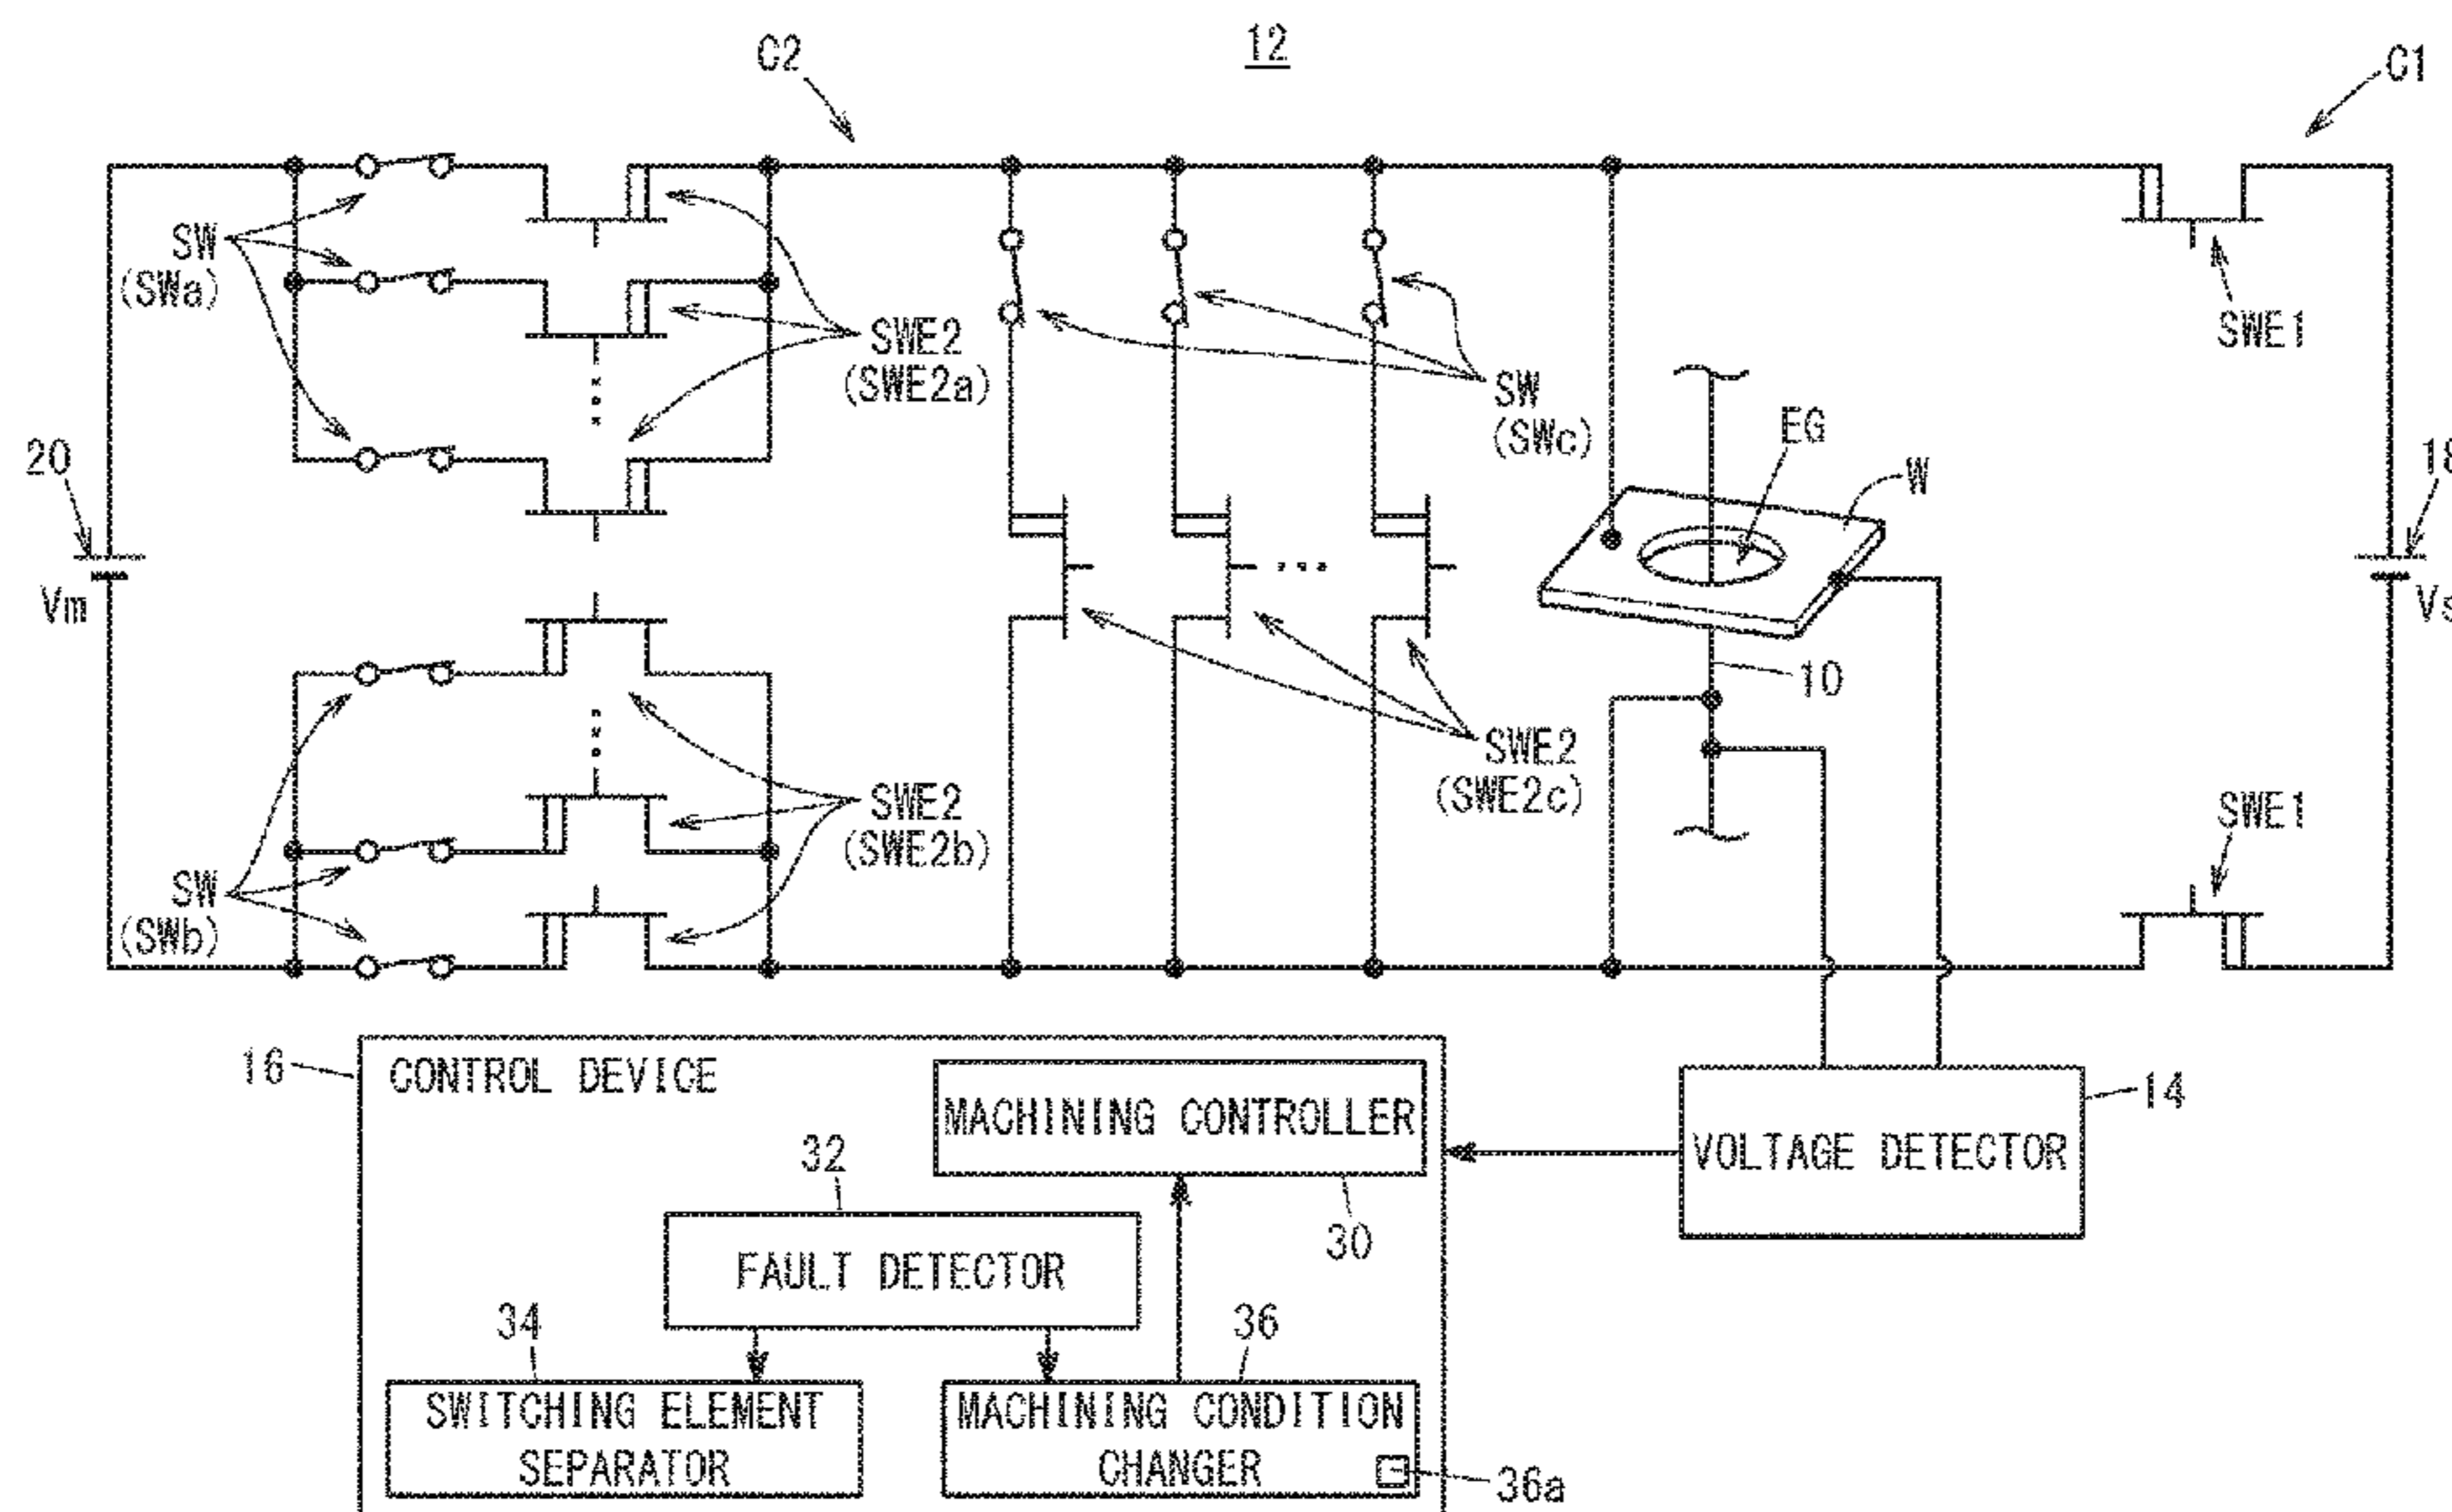 12
C2
C1
SW
(SWa)
SWE2
(SWE2a)
SW
(SWc)
SWE1
EG
W
20
Vm
18
Vs
10
SWE2
(SWE2c)
SWE2
(SWE2b)
SW
(SWb)
SWE1
16
CONTROL DEVICE
MACHINING CONTROLLER
30
14
VOLTAGE DETECTOR
32
FAULT DETECTOR
34
SWITCHING ELEMENT
SEPARATOR
36
MACHINING CONDITION
CHANGER
36a